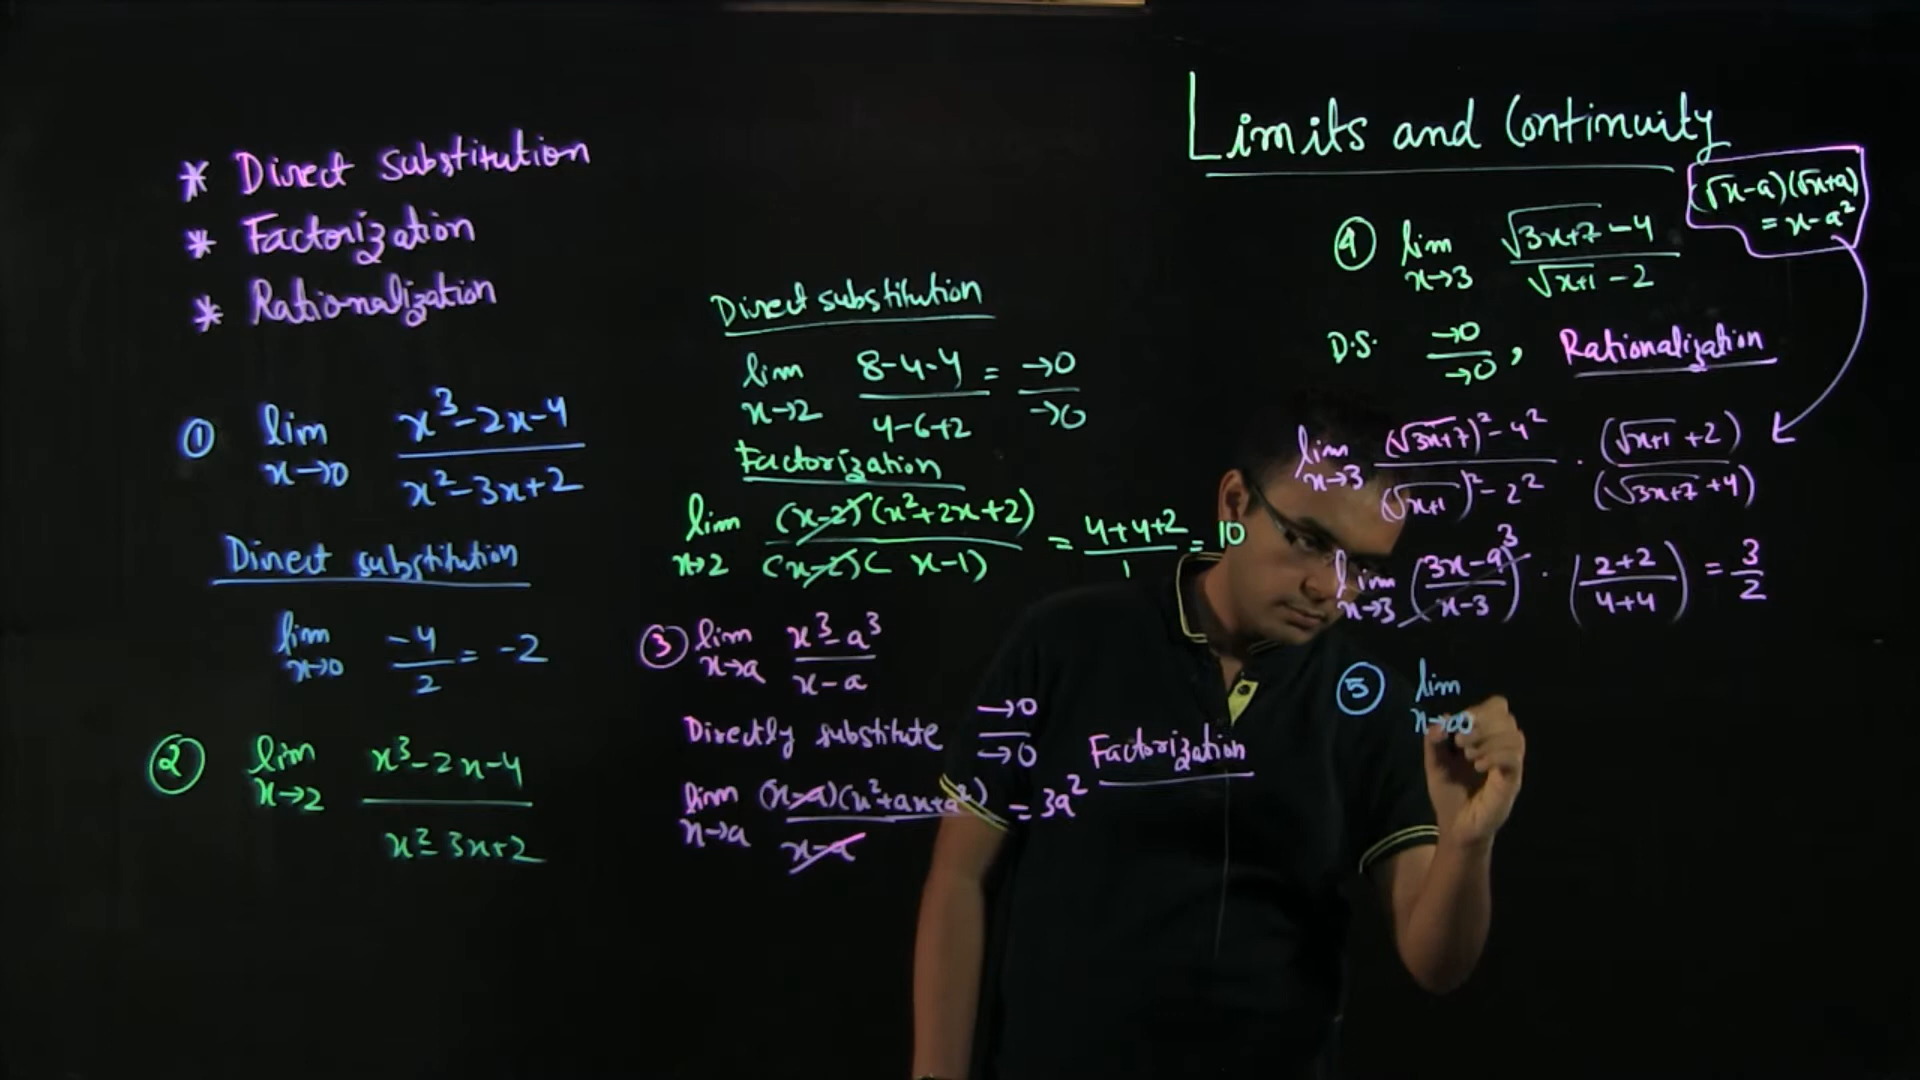 * Direct substitution
* Factorization
* Rationalization
① lim x→0 (x³-2x-4)/(x²-3x+2)
Direct substitution
lim x→0 -4/2 = -2
② lim x→2 (x³-2x-4)/(x²-3x+2)
Direct substitution
lim x→2 (8-4-4)/(4-6+2) = →0/→0
Factorization
lim x→2 (x-2)(x²+2x+2)/(x-2)(x-1) = (4+4+2)/1 = 10
③ lim x→a (x³-a³)/(x-a)
Directly substitute →0/→0
Factorization
lim x→a (x-a)(x²+ax+a²)/(x-a) = 3a²
Limits and Continuity
(√x-a)(√x+a)
= x-a²
④ lim x→3 (√3x+7 -4)/(√x+1 -2)
D.S. →0/→0, Rationalization
lim x→3 ((√3x+7)²-4²)/((√x+1)²-2²) · (√x+1 +2)/(√3x+7 +4)
lim x→3 ((3x-9)/(x-3))³ · ((2+2)/(4+4)) = 3/2
⑤ lim x→∞